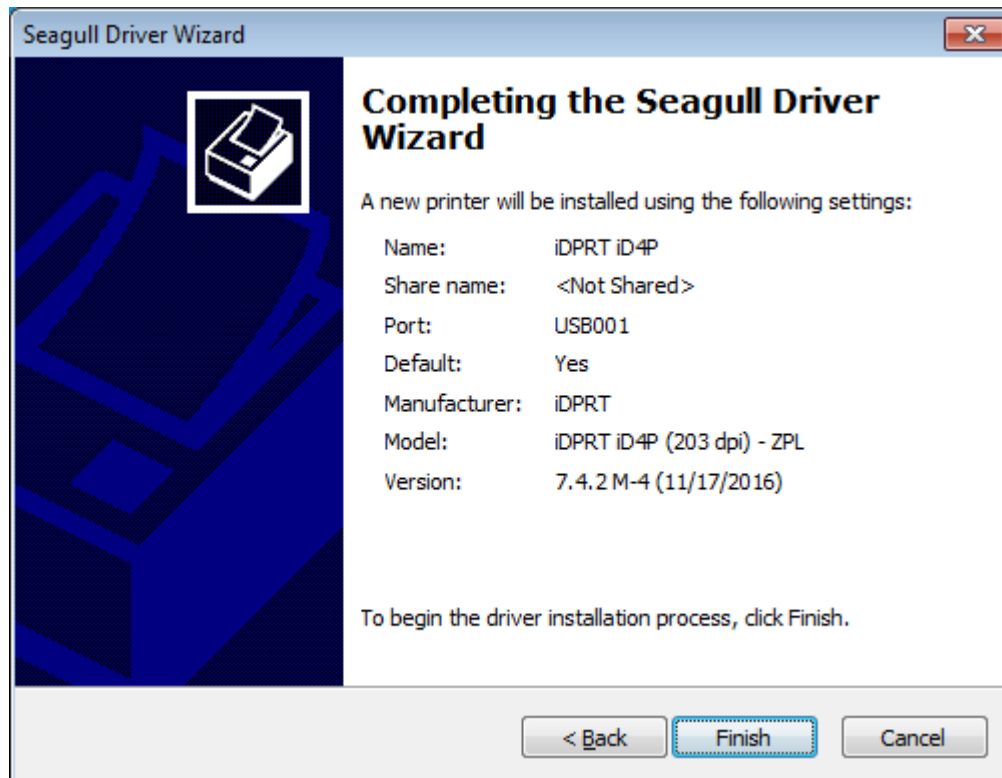 Seagull Driver Wizard
Completing the Seagull Driver
Wizard
A new printer will be installed using the following settings:
Name: iDPRT iD4P
Share name: <Not Shared>
Port: USB001
Default: Yes
Manufacturer: iDPRT
Model: iDPRT iD4P (203 dpi) - ZPL
Version: 7.4.2 M-4 (11/17/2016)
To begin the driver installation process, click Finish.
< Back Finish Cancel